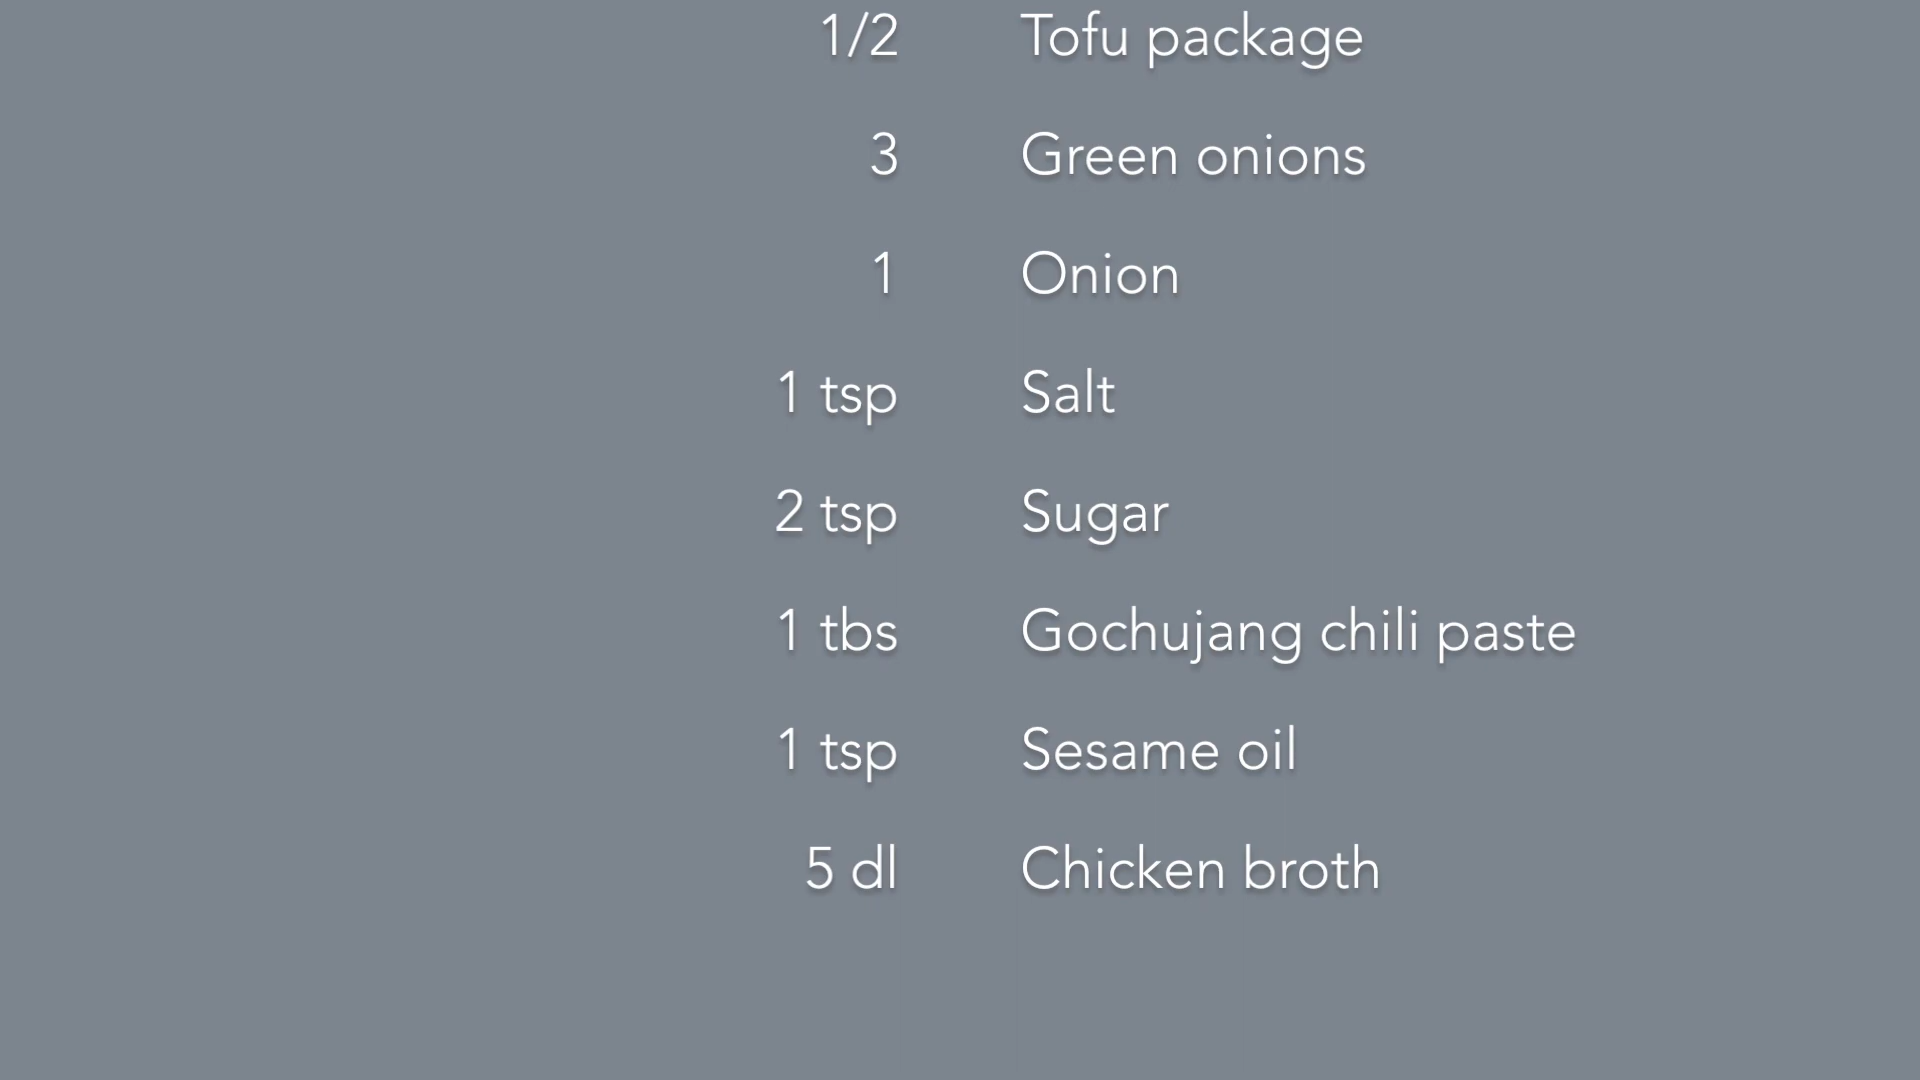 1/2 Tofu package
3 Green onions
1 Onion
1 tsp Salt
2 tsp Sugar
1 tbs Gochujang chili paste
1 tsp Sesame oil
5 dl Chicken broth